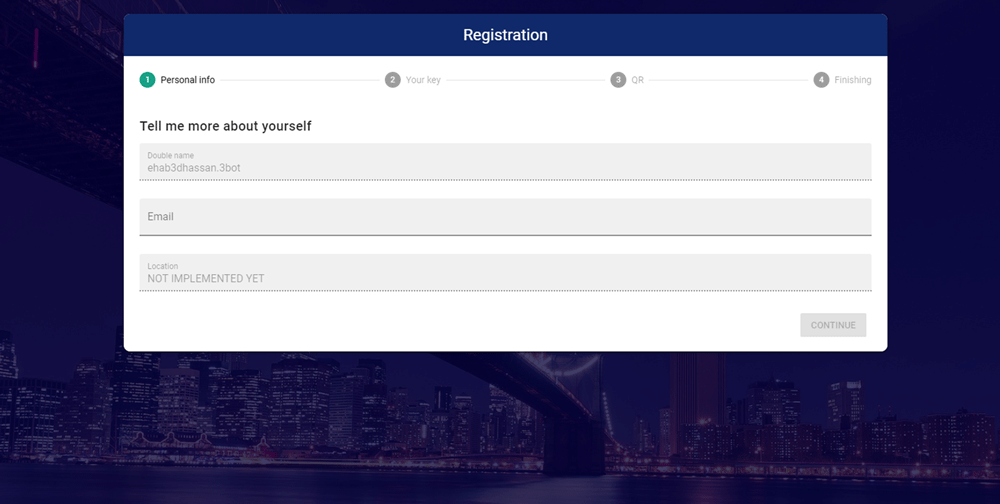 Registration
1 Personal info
2 Your key
3 QR
4 Finishing
Tell me more about yourself
Double name
ehab3dhassan.3bot
Email
Location
NOT IMPLEMENTED YET
CONTINUE